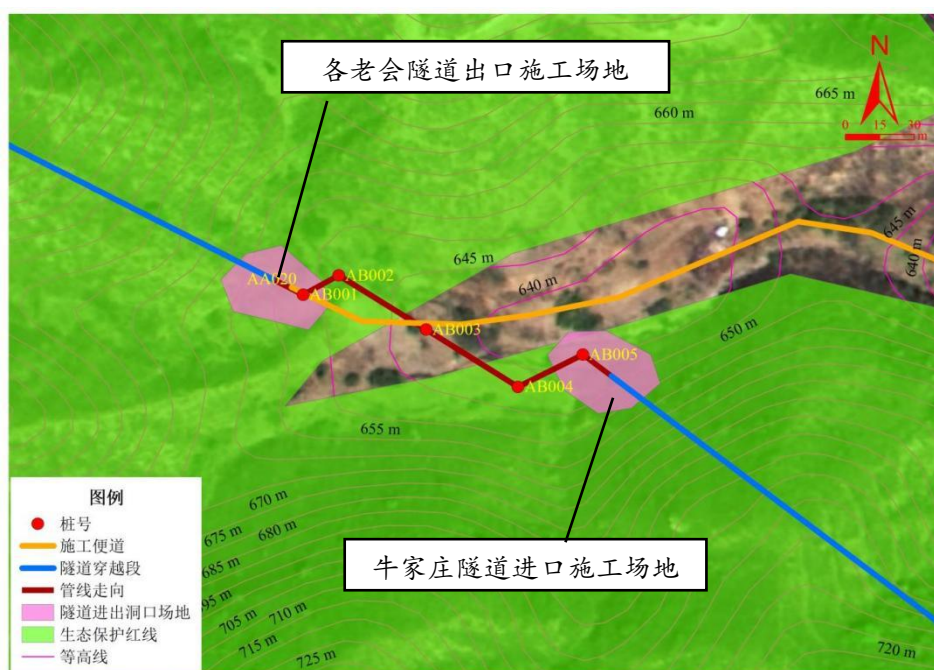 各老会隧道出口施工场地
N
665 m
660 m
0 15 30
m
645 m
645 m
640 m
640 m
AA020
AB001
AB002
AB003
650 m
AB005
AB004
655 m
670 m
675 m
680 m
685 m
695 m
705 m
710 m
715 m
725 m
720 m
牛家庄隧道进口施工场地
图例
桩号
施工便道
隧道穿越段
管线走向
隧道进出洞口场地
生态保护红线
等高线